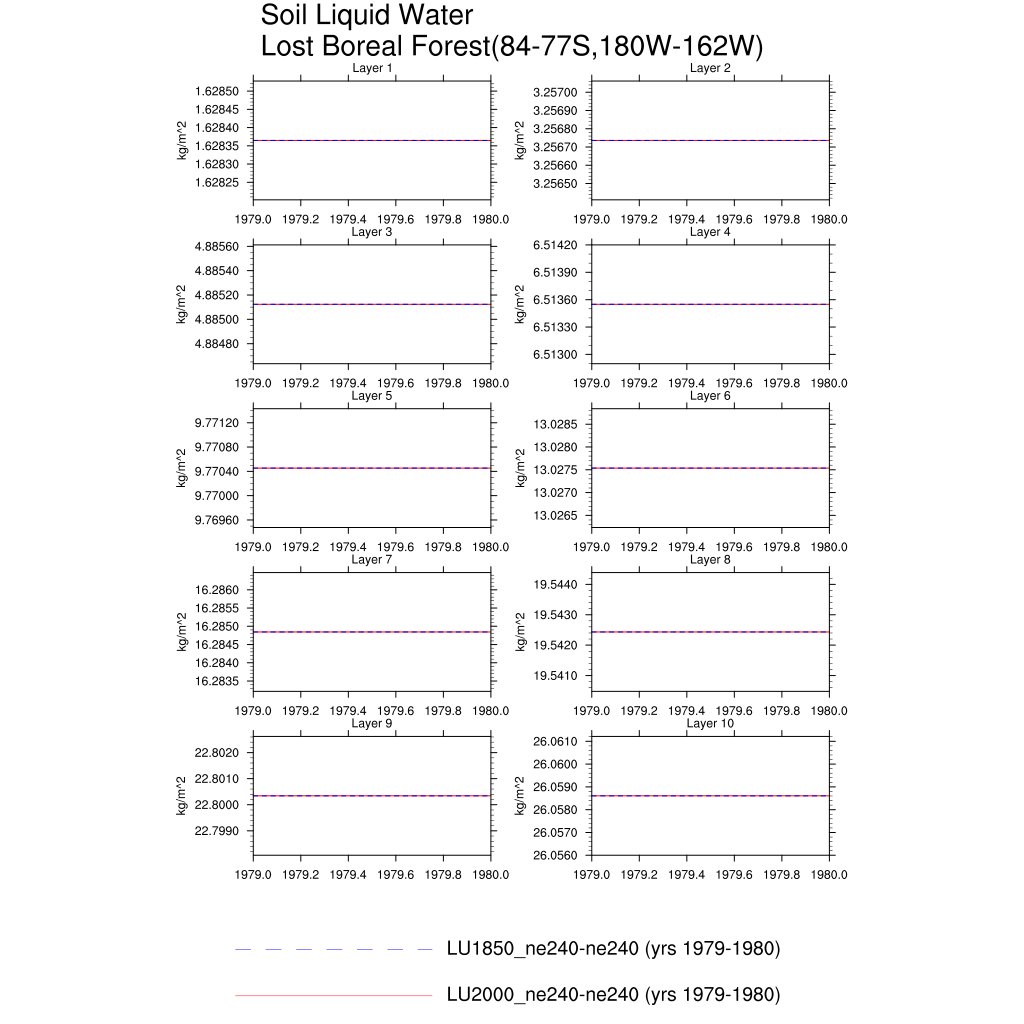 Soil Liquid Water
Lost Boreal Forest(84-77S,180W-162W)
Layer 1
kg/m^2
1.62850
1.62845
1.62840
1.62835
1.62830
1.62825
1979.0 1979.2 1979.4 1979.6 1979.8 1980.0
Layer 2
kg/m^2
3.25700
3.25690
3.25680
3.25670
3.25660
3.25650
1979.0 1979.2 1979.4 1979.6 1979.8 1980.0
Layer 3
kg/m^2
4.88560
4.88540
4.88520
4.88500
4.88480
1979.0 1979.2 1979.4 1979.6 1979.8 1980.0
Layer 4
kg/m^2
6.51420
6.51390
6.51360
6.51330
6.51300
1979.0 1979.2 1979.4 1979.6 1979.8 1980.0
Layer 5
kg/m^2
9.77120
9.77080
9.77040
9.77000
9.76960
1979.0 1979.2 1979.4 1979.6 1979.8 1980.0
Layer 6
kg/m^2
13.0285
13.0280
13.0275
13.0270
13.0265
1979.0 1979.2 1979.4 1979.6 1979.8 1980.0
Layer 7
kg/m^2
16.2860
16.2855
16.2850
16.2845
16.2840
16.2835
1979.0 1979.2 1979.4 1979.6 1979.8 1980.0
Layer 8
kg/m^2
19.5440
19.5430
19.5420
19.5410
1979.0 1979.2 1979.4 1979.6 1979.8 1980.0
Layer 9
kg/m^2
22.8020
22.8010
22.8000
22.7990
1979.0 1979.2 1979.4 1979.6 1979.8 1980.0
Layer 10
kg/m^2
26.0610
26.0600
26.0590
26.0580
26.0570
26.0560
1979.0 1979.2 1979.4 1979.6 1979.8 1980.0
LU1850_ne240-ne240 (yrs 1979-1980)
LU2000_ne240-ne240 (yrs 1979-1980)